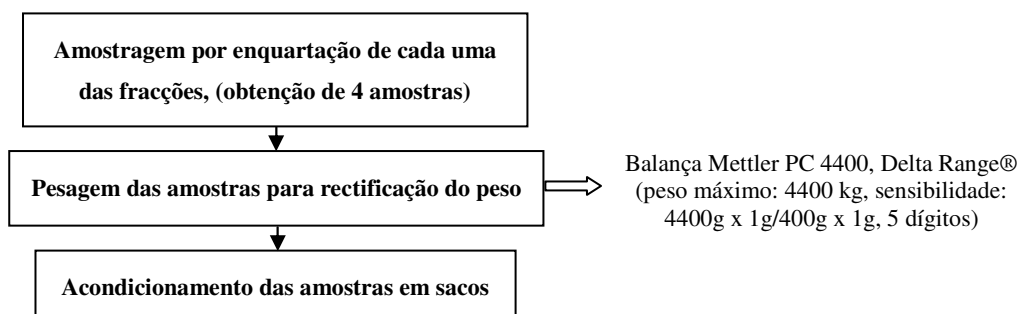 Amostragem por enquartação de cada uma
das fracções, (obtenção de 4 amostras)
Pesagem das amostras para rectificação do peso
Balança Mettler PC 4400, Delta Range®
(peso máximo: 4400 kg, sensibilidade:
4400g x 1g/400g x 1g, 5 dígitos)
Acondicionamento das amostras em sacos